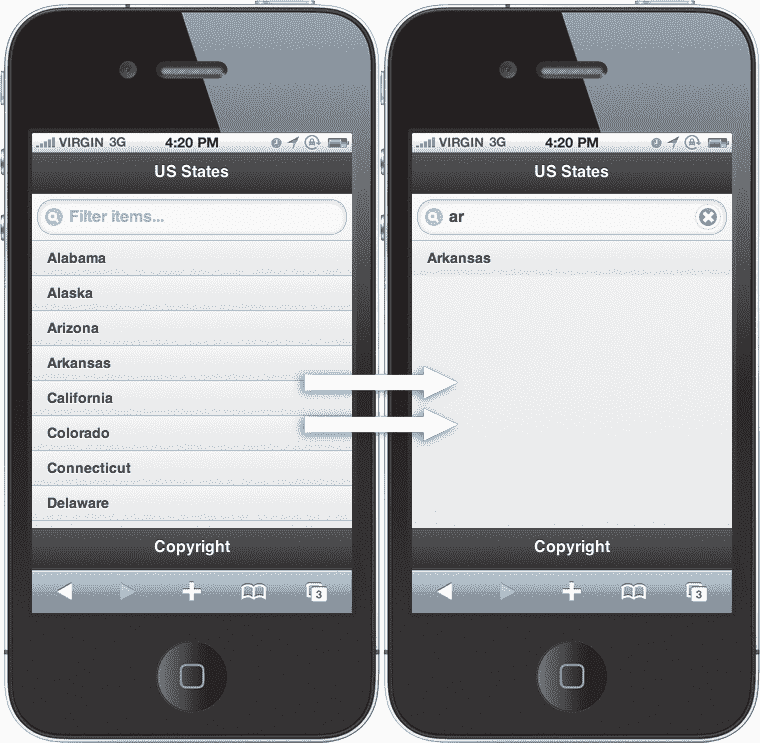 VIRGIN 3G 4:20 PM
US States
Filter items...
Alabama
Alaska
Arizona
Arkansas
California
Colorado
Connecticut
Delaware
Copyright
3
VIRGIN 3G 4:20 PM
US States
ar
Arkansas
Copyright
3